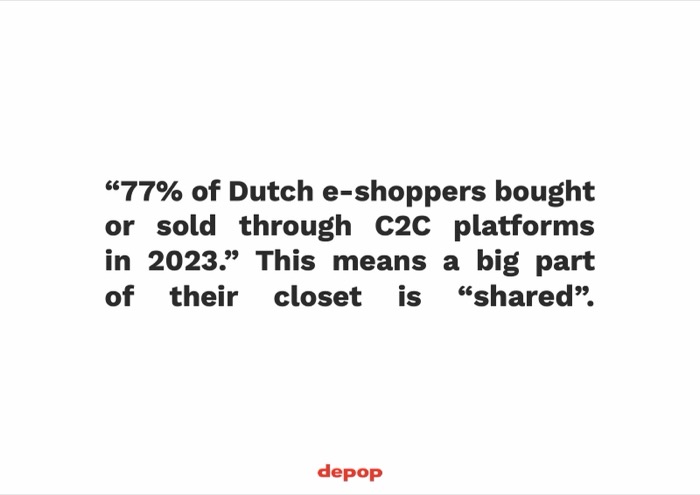 “77% of Dutch e-shoppers bought
or sold through C2C platforms
in 2023.” This means a big part
of their closet is “shared”.
depop